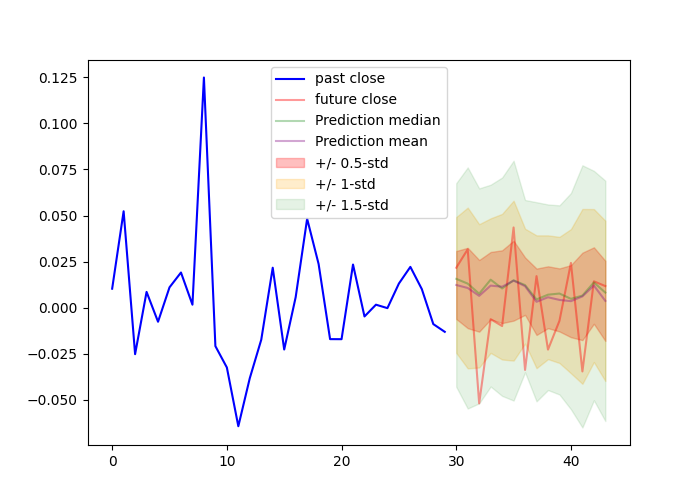 0.125
0.100
0.075
0.050
0.025
0.000
−0.025
−0.050
past close
future close
Prediction median
Prediction mean
+/- 0.5-std
+/- 1-std
+/- 1.5-std
0
10
20
30
40